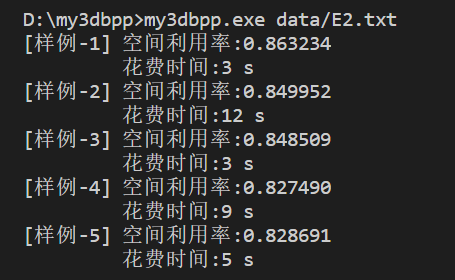 D:\my3dbpp>my3dbpp.exe data/E2.txt
[样例-1] 空间利用率:0.863234
花费时间:3 s
[样例-2] 空间利用率:0.849952
花费时间:12 s
[样例-3] 空间利用率:0.848509
花费时间:3 s
[样例-4] 空间利用率:0.827490
花费时间:9 s
[样例-5] 空间利用率:0.828691
花费时间:5 s